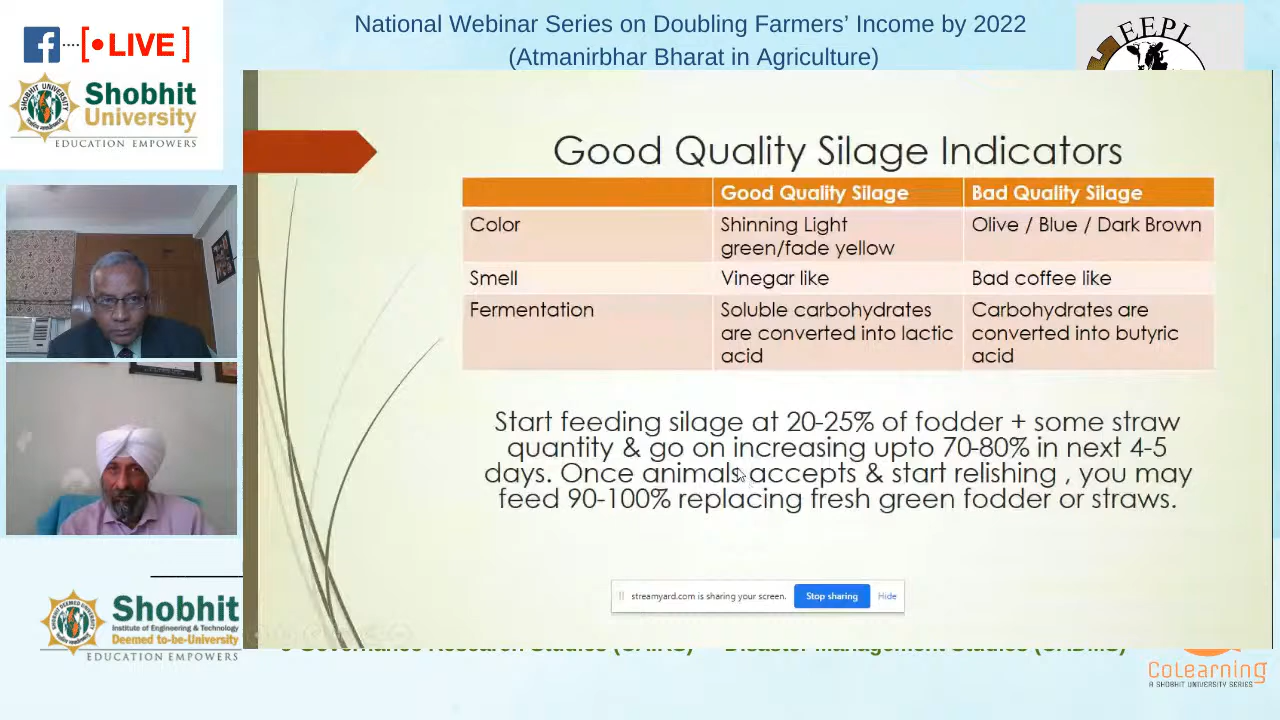 National Webinar Series on Doubling Farmers' Income by 2022
(Atmanirbhar Bharat in Agriculture)
[•LIVE]
EEPL
SHOBHIT UNIVERSITY
Shobhit
University
EDUCATION EMPOWERS
Good Quality Silage Indicators
Good Quality Silage Bad Quality Silage
Color Shinning Light Olive / Blue / Dark Brown
green/fade yellow
Smell Vinegar like Bad coffee like
Fermentation Soluble carbohydrates Carbohydrates are
are converted into lactic converted into butyric
acid acid
Start feeding silage at 20-25% of fodder + some straw
quantity & go on increasing upto 70-80% in next 4-5
days. Once animals accepts & start relishing , you may
feed 90-100% replacing fresh green fodder or straws.
streamyard.com is sharing your screen. Stop sharing Hide
Shobhit
Institute of Engineering & Technology
Deemed to-be-University
EDUCATION EMPOWERS
CoLearning
A SHOBHIT UNIVERSITY SERIES